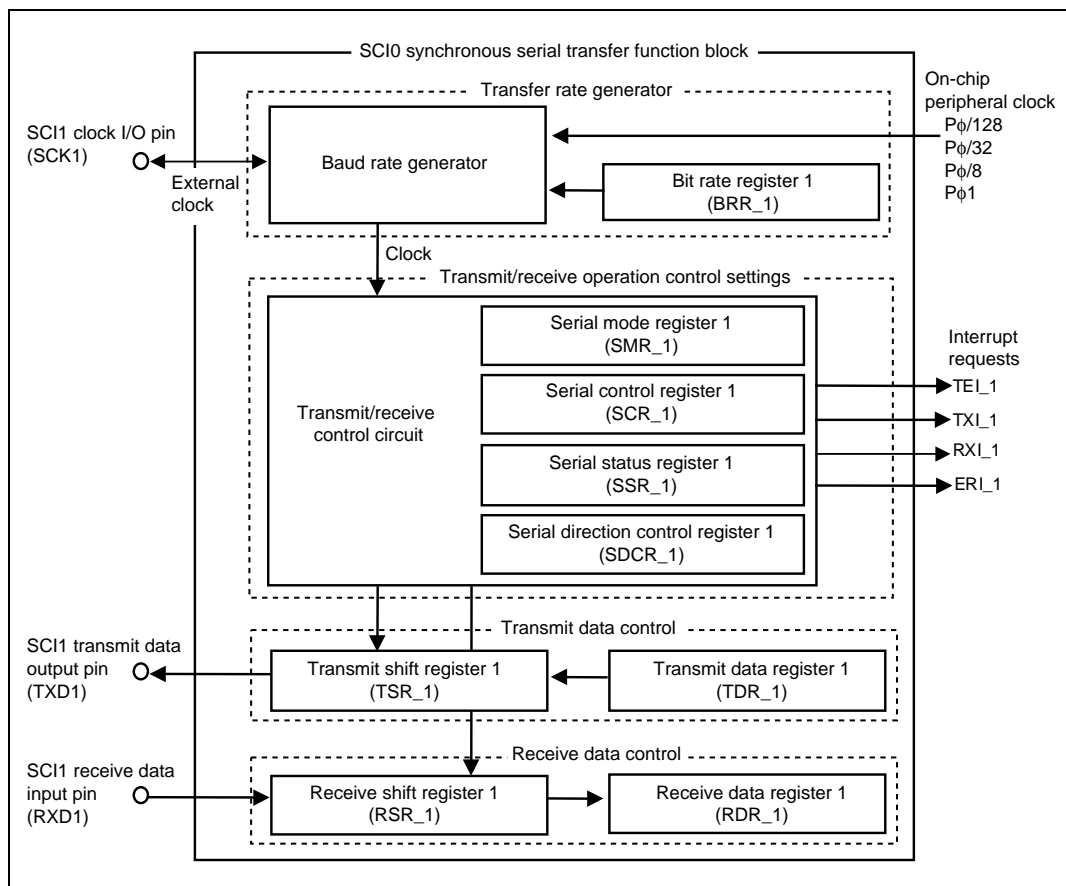 SCI0 synchronous serial transfer function block
Transfer rate generator
On-chip
peripheral clock
Pϕ/128
Pϕ/32
Pϕ/8
Pϕ1
SCI1 clock I/O pin
(SCK1)
External
clock
Baud rate generator
Bit rate register 1
(BRR_1)
Clock
Transmit/receive operation control settings
Transmit/receive
control circuit
Serial mode register 1
(SMR_1)
Serial control register 1
(SCR_1)
Serial status register 1
(SSR_1)
Serial direction control register 1
(SDCR_1)
Interrupt
requests
TEI_1
TXI_1
RXI_1
ERI_1
Transmit data control
SCI1 transmit data
output pin
(TXD1)
Transmit shift register 1
(TSR_1)
Transmit data register 1
(TDR_1)
Receive data control
SCI1 receive data
input pin
(RXD1)
Receive shift register 1
(RSR_1)
Receive data register 1
(RDR_1)